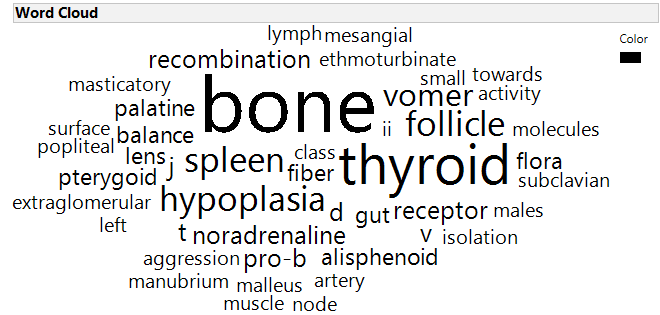 Word Cloud
Color
lymph mesangial
recombination ethmoturbinate
small towards
masticatory
bone vomer activity
palatine
surface balance ii follicle molecules
popliteal
lens j spleen class thyroid flora
pterygoid fiber subclavian
extraglomerular hypoplasia d gut receptor males
left
t noradrenaline v isolation
aggression pro-b alisphenoid
manubrium malleus artery
muscle node